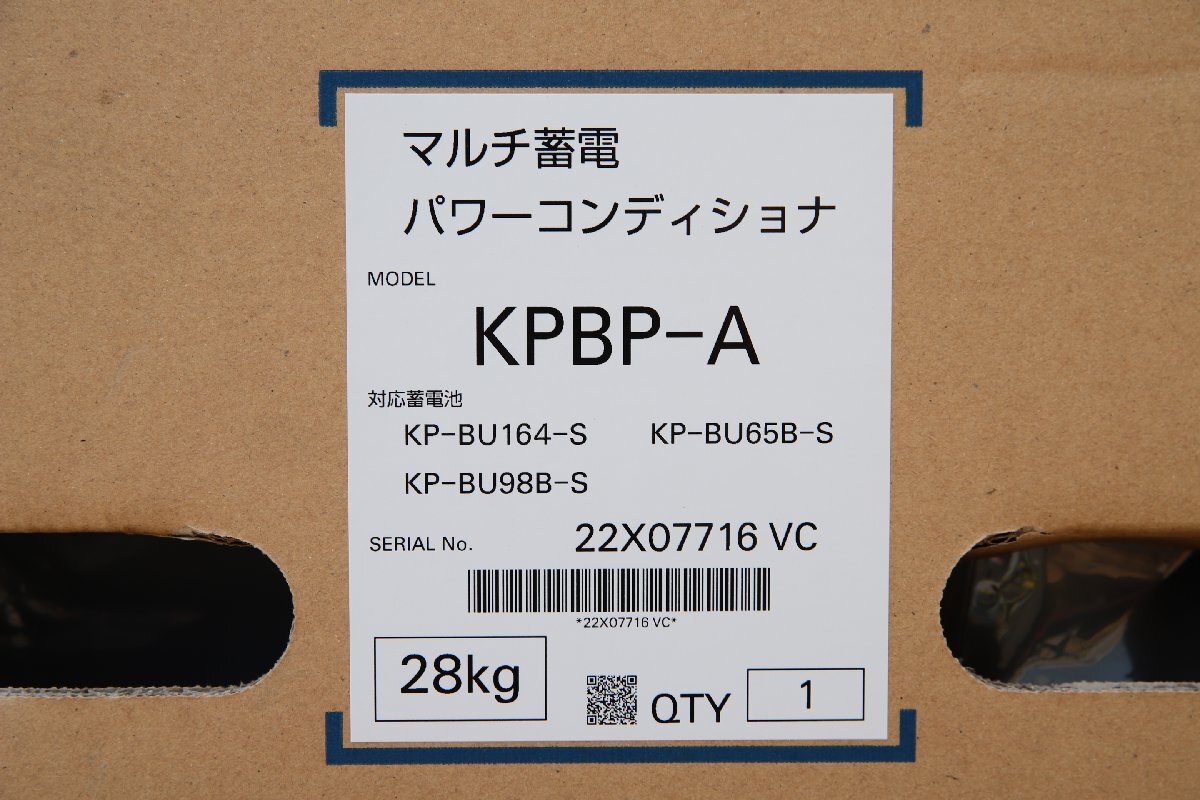 マルチ蓄電
パワーコンディショナ
MODEL
KPBP-A
対応蓄電池
KP-BU164-S KP-BU65B-S
KP-BU98B-S
SERIAL No. 22X07716 VC
*22X07716 VC*
28kg QTY 1